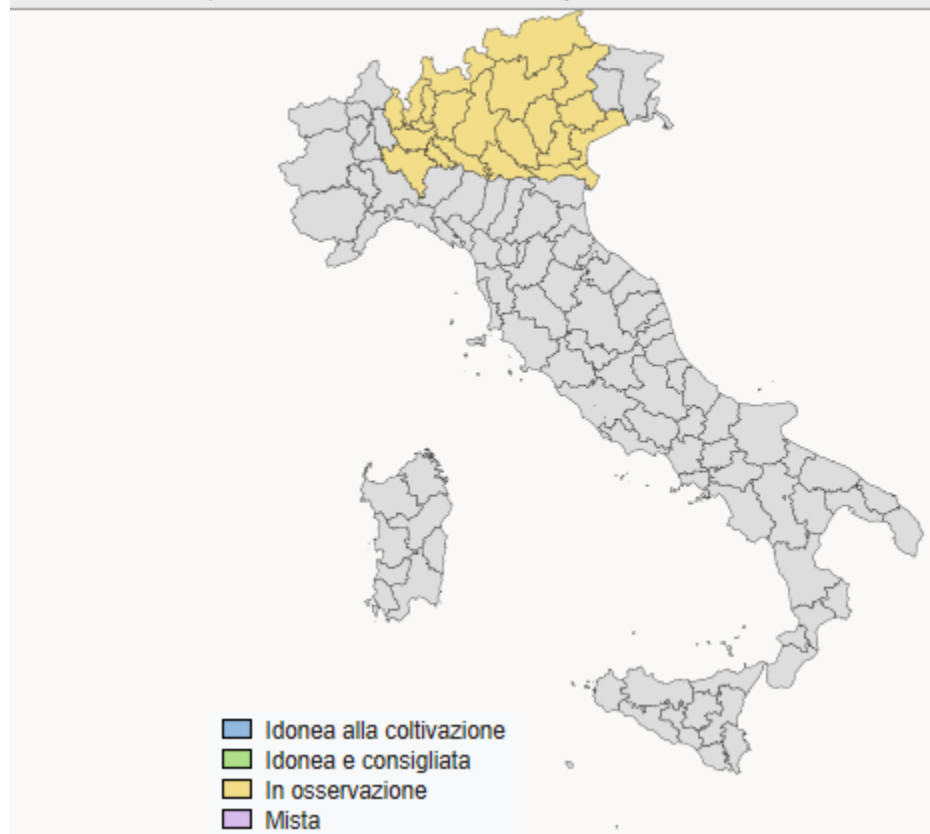 Idonea alla coltivazione
Idonea e consigliata
In osservazione
Mista